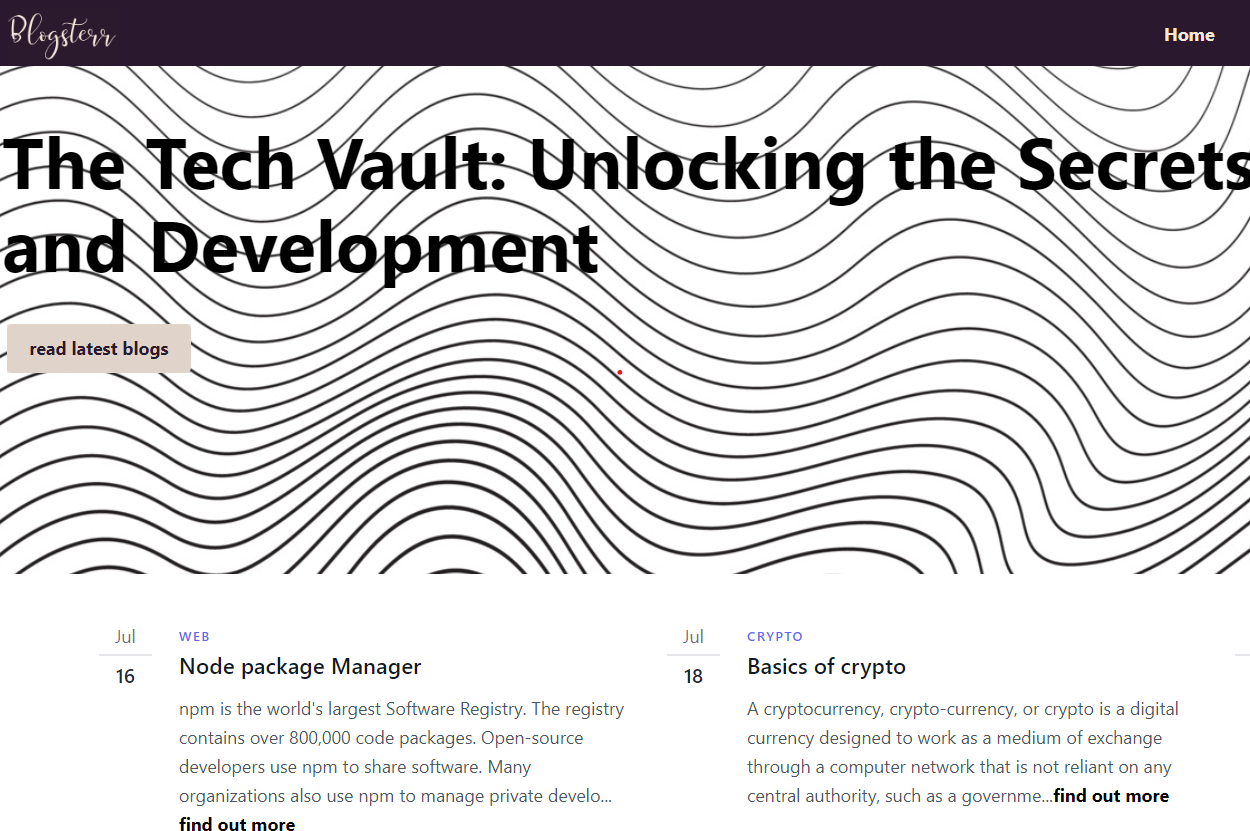 Blogsterr
Home
The Tech Vault: Unlocking the Secrets
and Development
read latest blogs
Jul
16
WEB
Node package Manager
npm is the world's largest Software Registry. The registry
contains over 800,000 code packages. Open-source
developers use npm to share software. Many
organizations also use npm to manage private develo...
find out more
Jul
18
CRYPTO
Basics of crypto
A cryptocurrency, crypto-currency, or crypto is a digital
currency designed to work as a medium of exchange
through a computer network that is not reliant on any
central authority, such as a governme...find out more